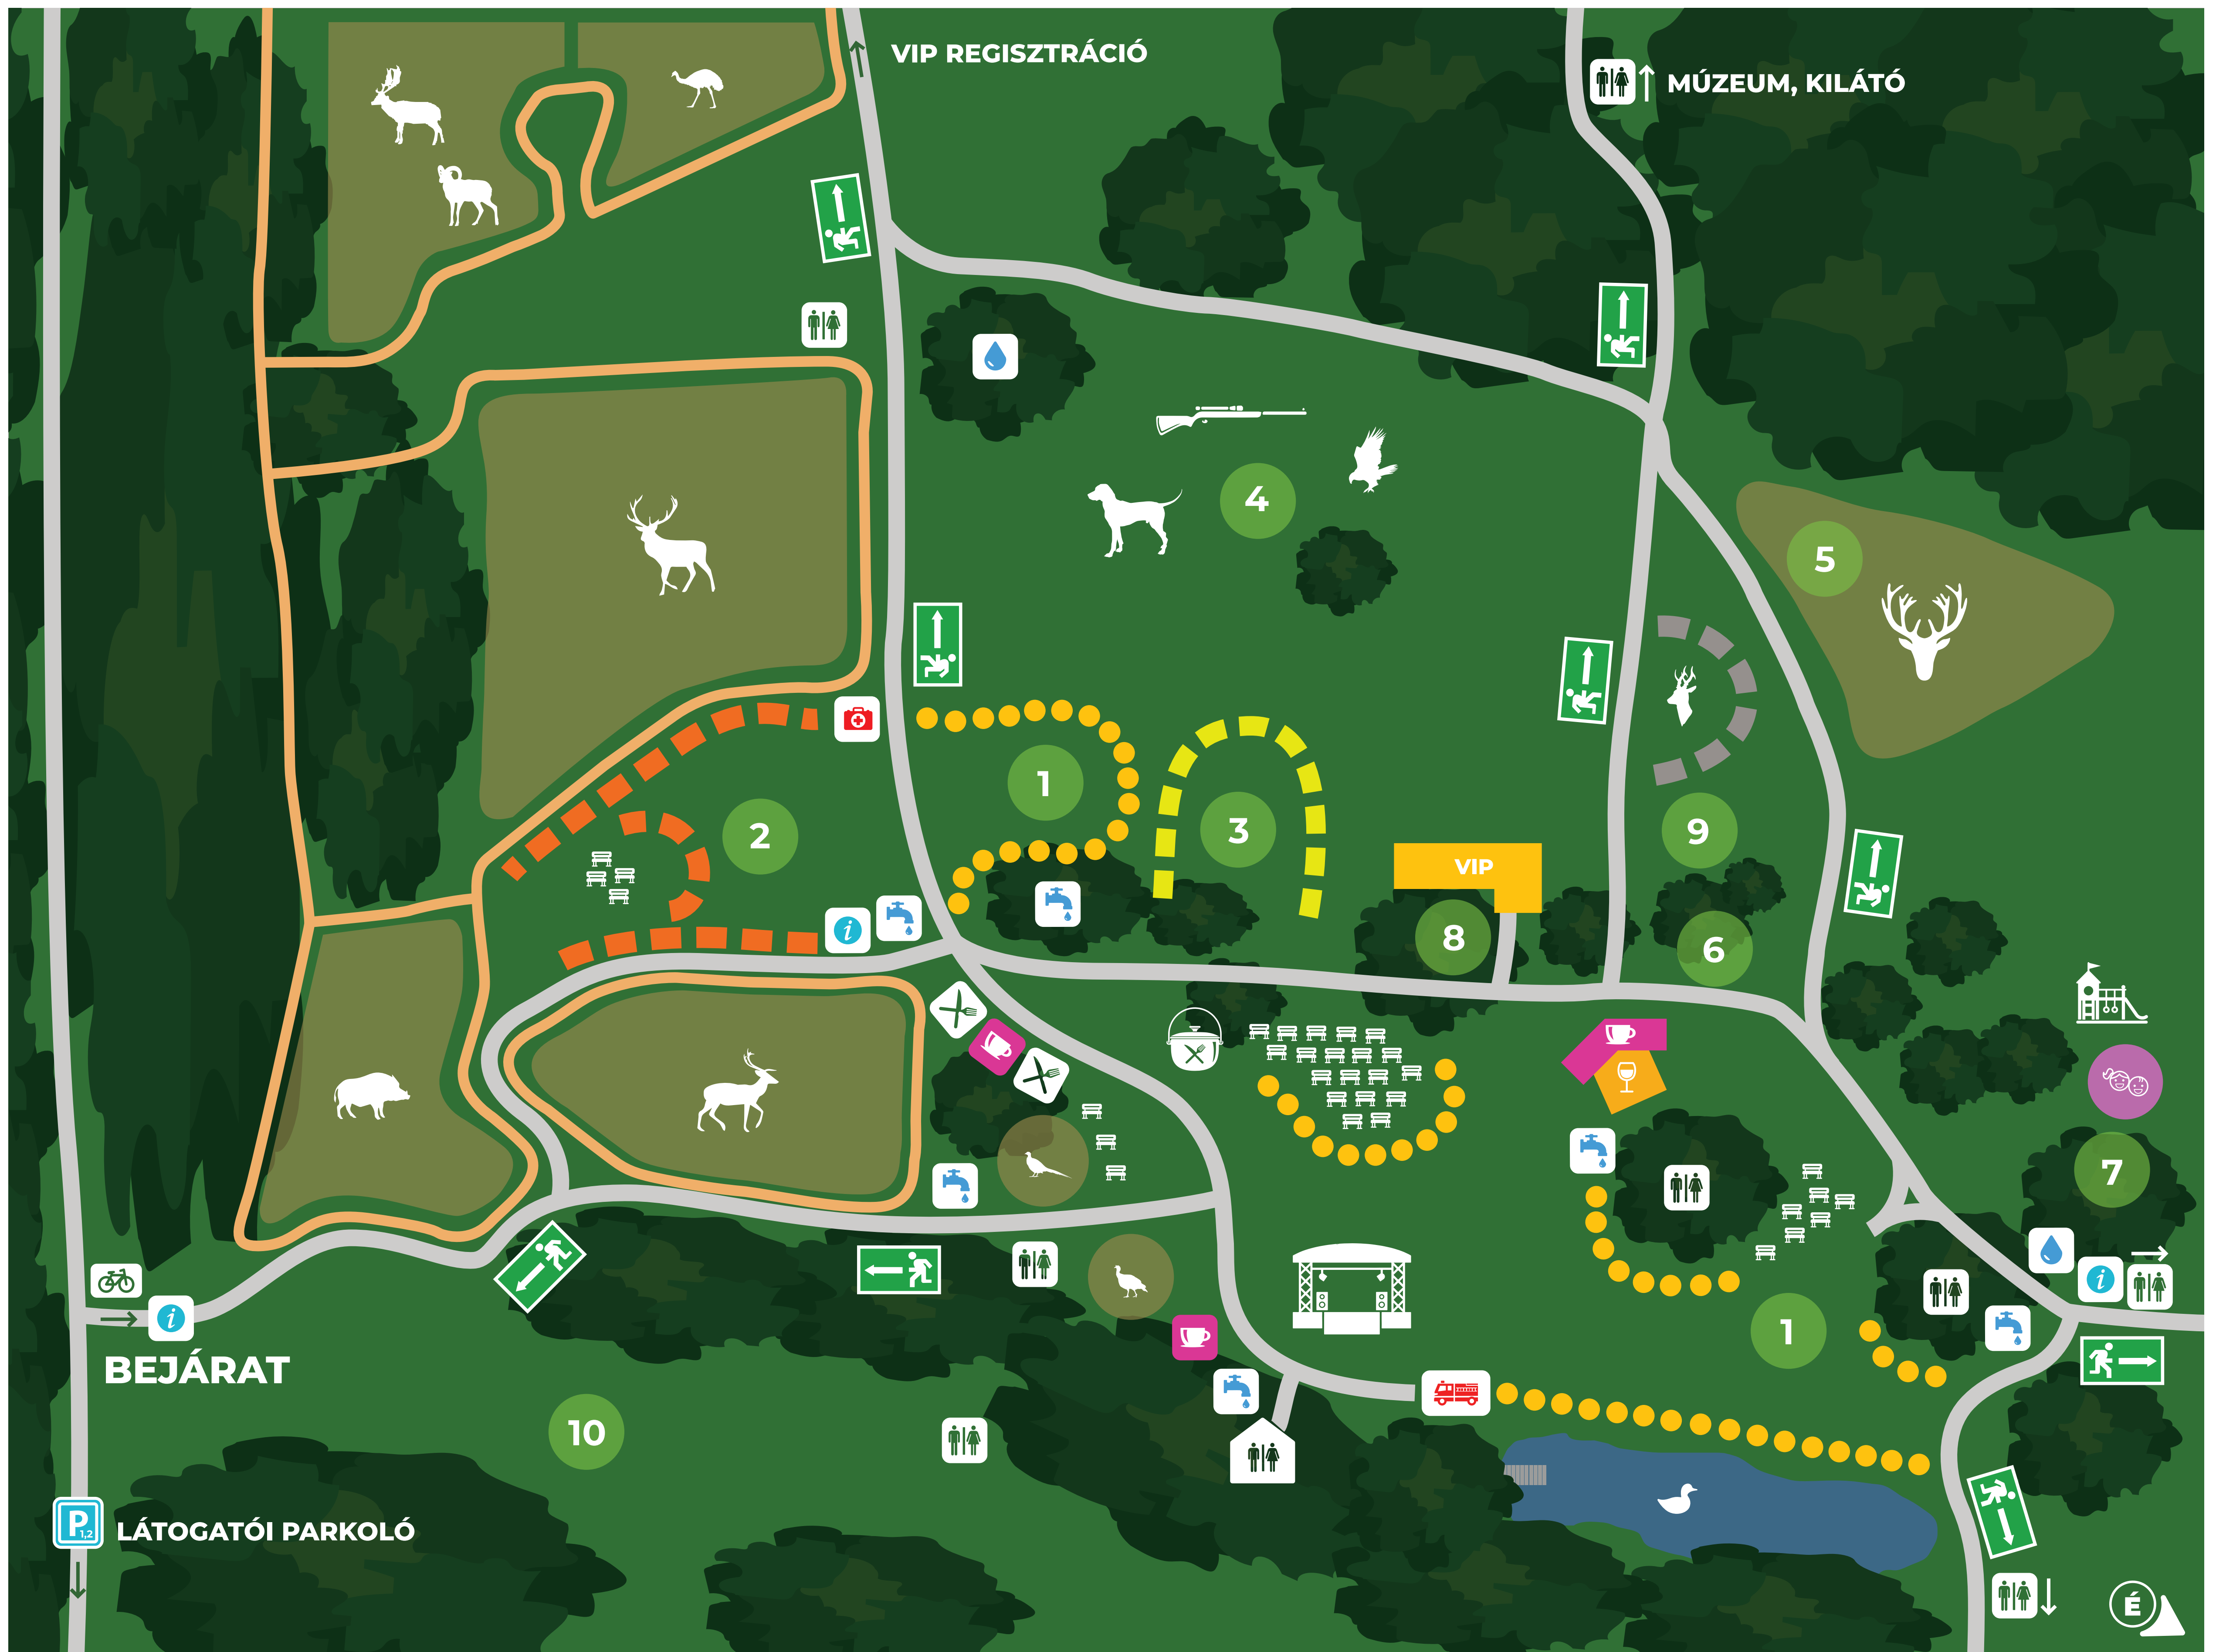 VIP REGISZTRÁCIÓ
MÚZEUM, KILÁTÓ
4
5
1
2
3
9
VIP
8
6
i
7
i
i
1
BEJÁRAT
10
P
1,2
LÁTOGATÓI PARKOLÓ
É